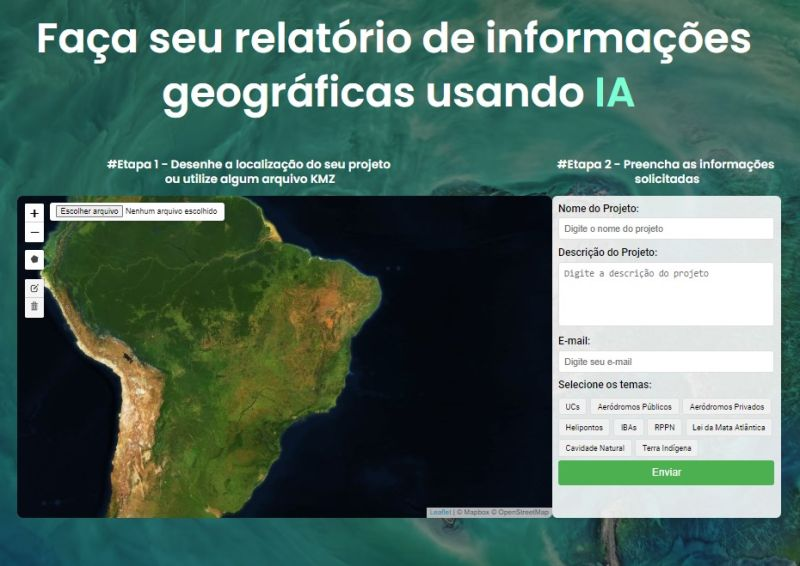 Faça seu relatório de informações
geográficas usando IA
#Etapa 1 - Desenhe a localização do seu projeto
ou utilize algum arquivo KMZ
+
−
Escolher arquivo Nenhum arquivo escolhido
Leaflet | © Mapbox © OpenStreetMap
#Etapa 2 - Preencha as informações
solicitadas
Nome do Projeto:
Digite o nome do projeto
Descrição do Projeto:
Digite a descrição do projeto
E-mail:
Digite seu e-mail
Selecione os temas:
UCs Aeródromos Públicos Aeródromos Privados
Helipontos IBAs RPPN Lei da Mata Atlântica
Cavidade Natural Terra Indígena
Enviar